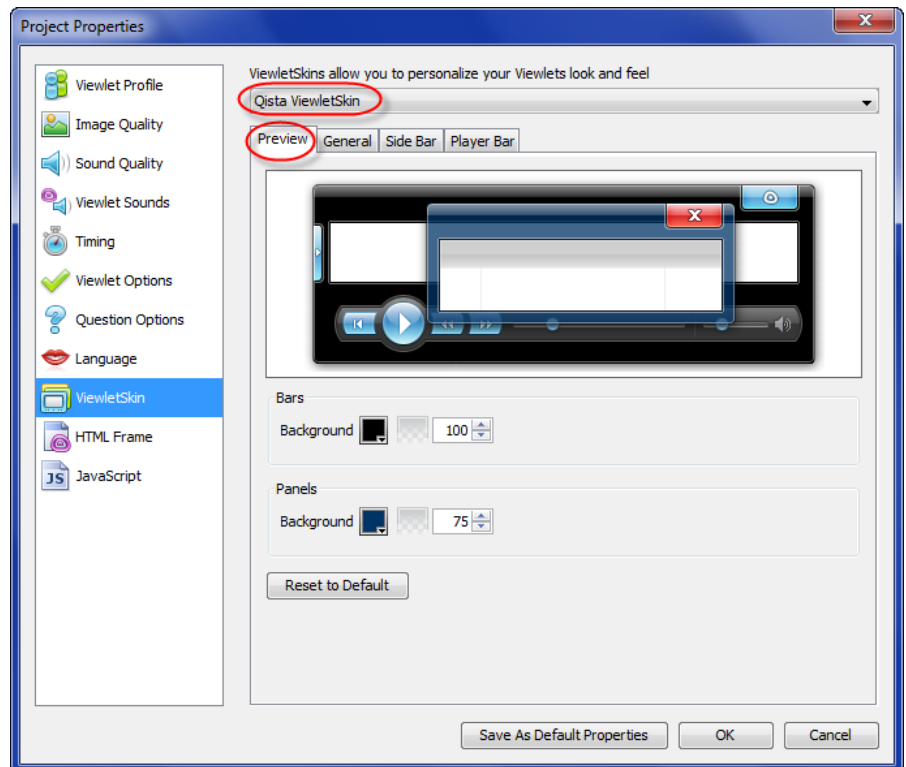 Project Properties
Viewlet Profile
Image Quality
Sound Quality
Viewlet Sounds
Timing
Viewlet Options
Question Options
Language
ViewletSkin
HTML Frame
JS JavaScript
ViewletSkins allow you to personalize your Viewlets look and feel
Qista ViewletSkin
Preview General Side Bar Player Bar
Bars
Background 100
Panels
Background 75
Reset to Default
Save As Default Properties OK Cancel